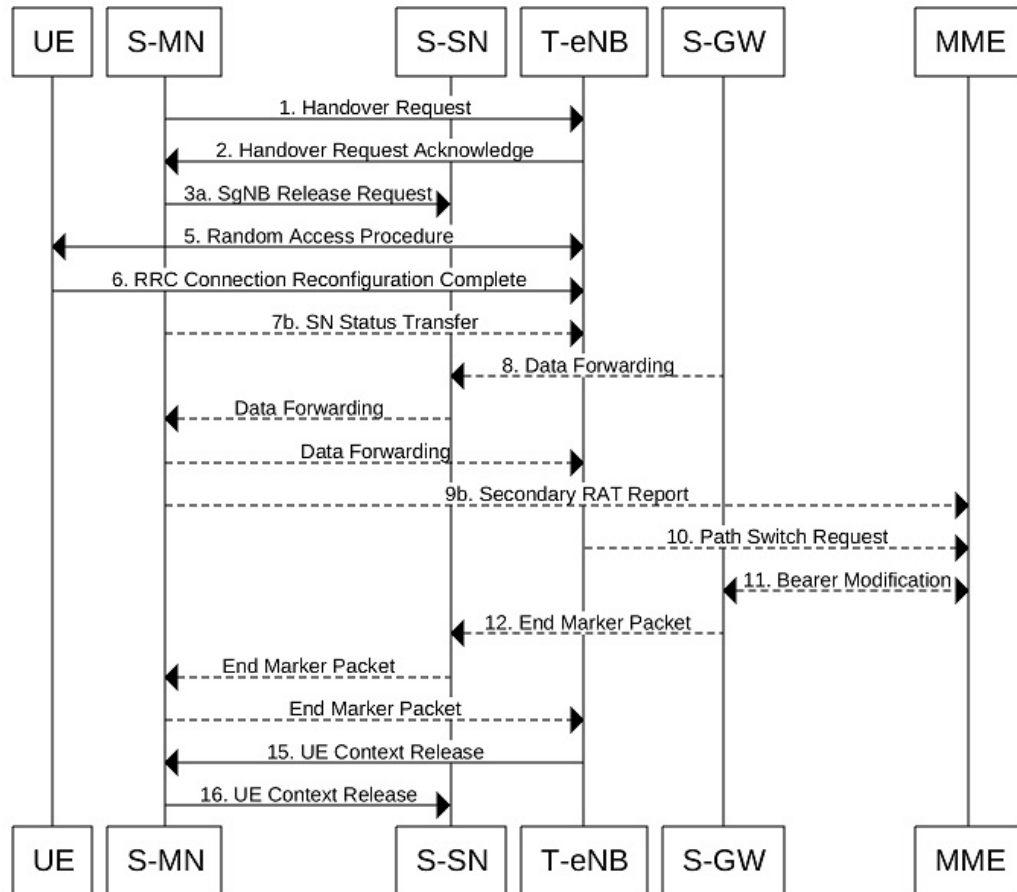 UE S-MN S-SN T-eNB S-GW MME
1. Handover Request
2. Handover Request Acknowledge
3a. SgNB Release Request
5. Random Access Procedure
6. RRC Connection Reconfiguration Complete
7b. SN Status Transfer
8. Data Forwarding
Data Forwarding
Data Forwarding
9b. Secondary RAT Report
10. Path Switch Request
11. Bearer Modification
12. End Marker Packet
End Marker Packet
End Marker Packet
15. UE Context Release
16. UE Context Release
UE S-MN S-SN T-eNB S-GW MME